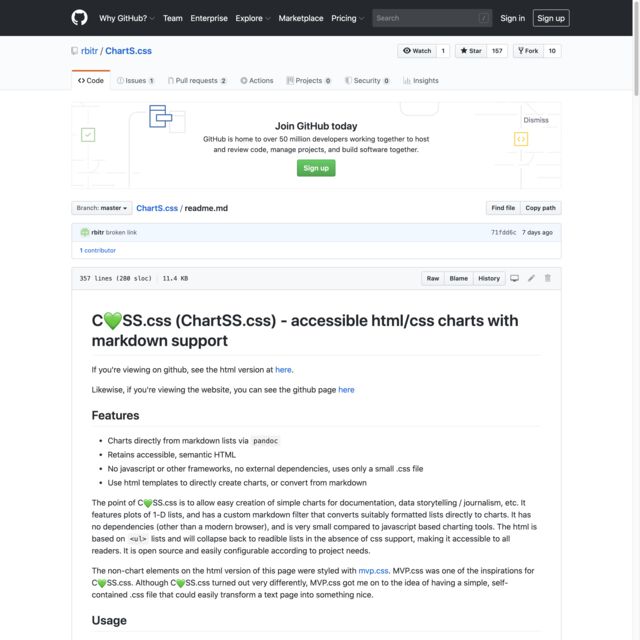 Why GitHub? Team Enterprise Explore Marketplace Pricing Search / Sign in Sign up
rbitr / ChartS.css Watch 1 Star 157 Fork 10
Code Issues 1 Pull requests 2 Actions Projects 0 Security 0 Insights
Dismiss
Join GitHub today
GitHub is home to over 50 million developers working together to host
and review code, manage projects, and build software together.
Sign up
Branch: master ChartS.css / readme.md Find file Copy path
rbitr broken link 71fdd6c 7 days ago
1 contributor
357 lines (280 sloc) 11.4 KB Raw Blame History
C💚SS.css (ChartSS.css) - accessible html/css charts with
markdown support
If you're viewing on github, see the html version at here.
Likewise, if you're viewing the website, you can see the github page here
Features
• Charts directly from markdown lists via pandoc
• Retains accessible, semantic HTML
• No javascript or other frameworks, no external dependencies, uses only a small .css file
• Use html templates to directly create charts, or convert from markdown
The point of C💚SS.css is to allow easy creation of simple charts for documentation, data storytelling / journalism, etc. It
features plots of 1-D lists, and has a custom markdown filter that converts suitably formatted lists directly to charts. It has
no dependencies (other than a modern browser), and is very small compared to javascript based charting tools. The html is
based on <ul> lists and will collapse back to readible lists in the absence of css support, making it accessible to all
readers. It is open source and easily configurable according to project needs.
The non-chart elements on the html version of this page were styled with mvp.css. MVP.css was one of the inspirations for
C💚SS.css. Although C💚SS.css turned out very differently, MVP.css got me on to the idea of having a simple, self-
contained .css file that could easily transform a text page into something nice.
Usage